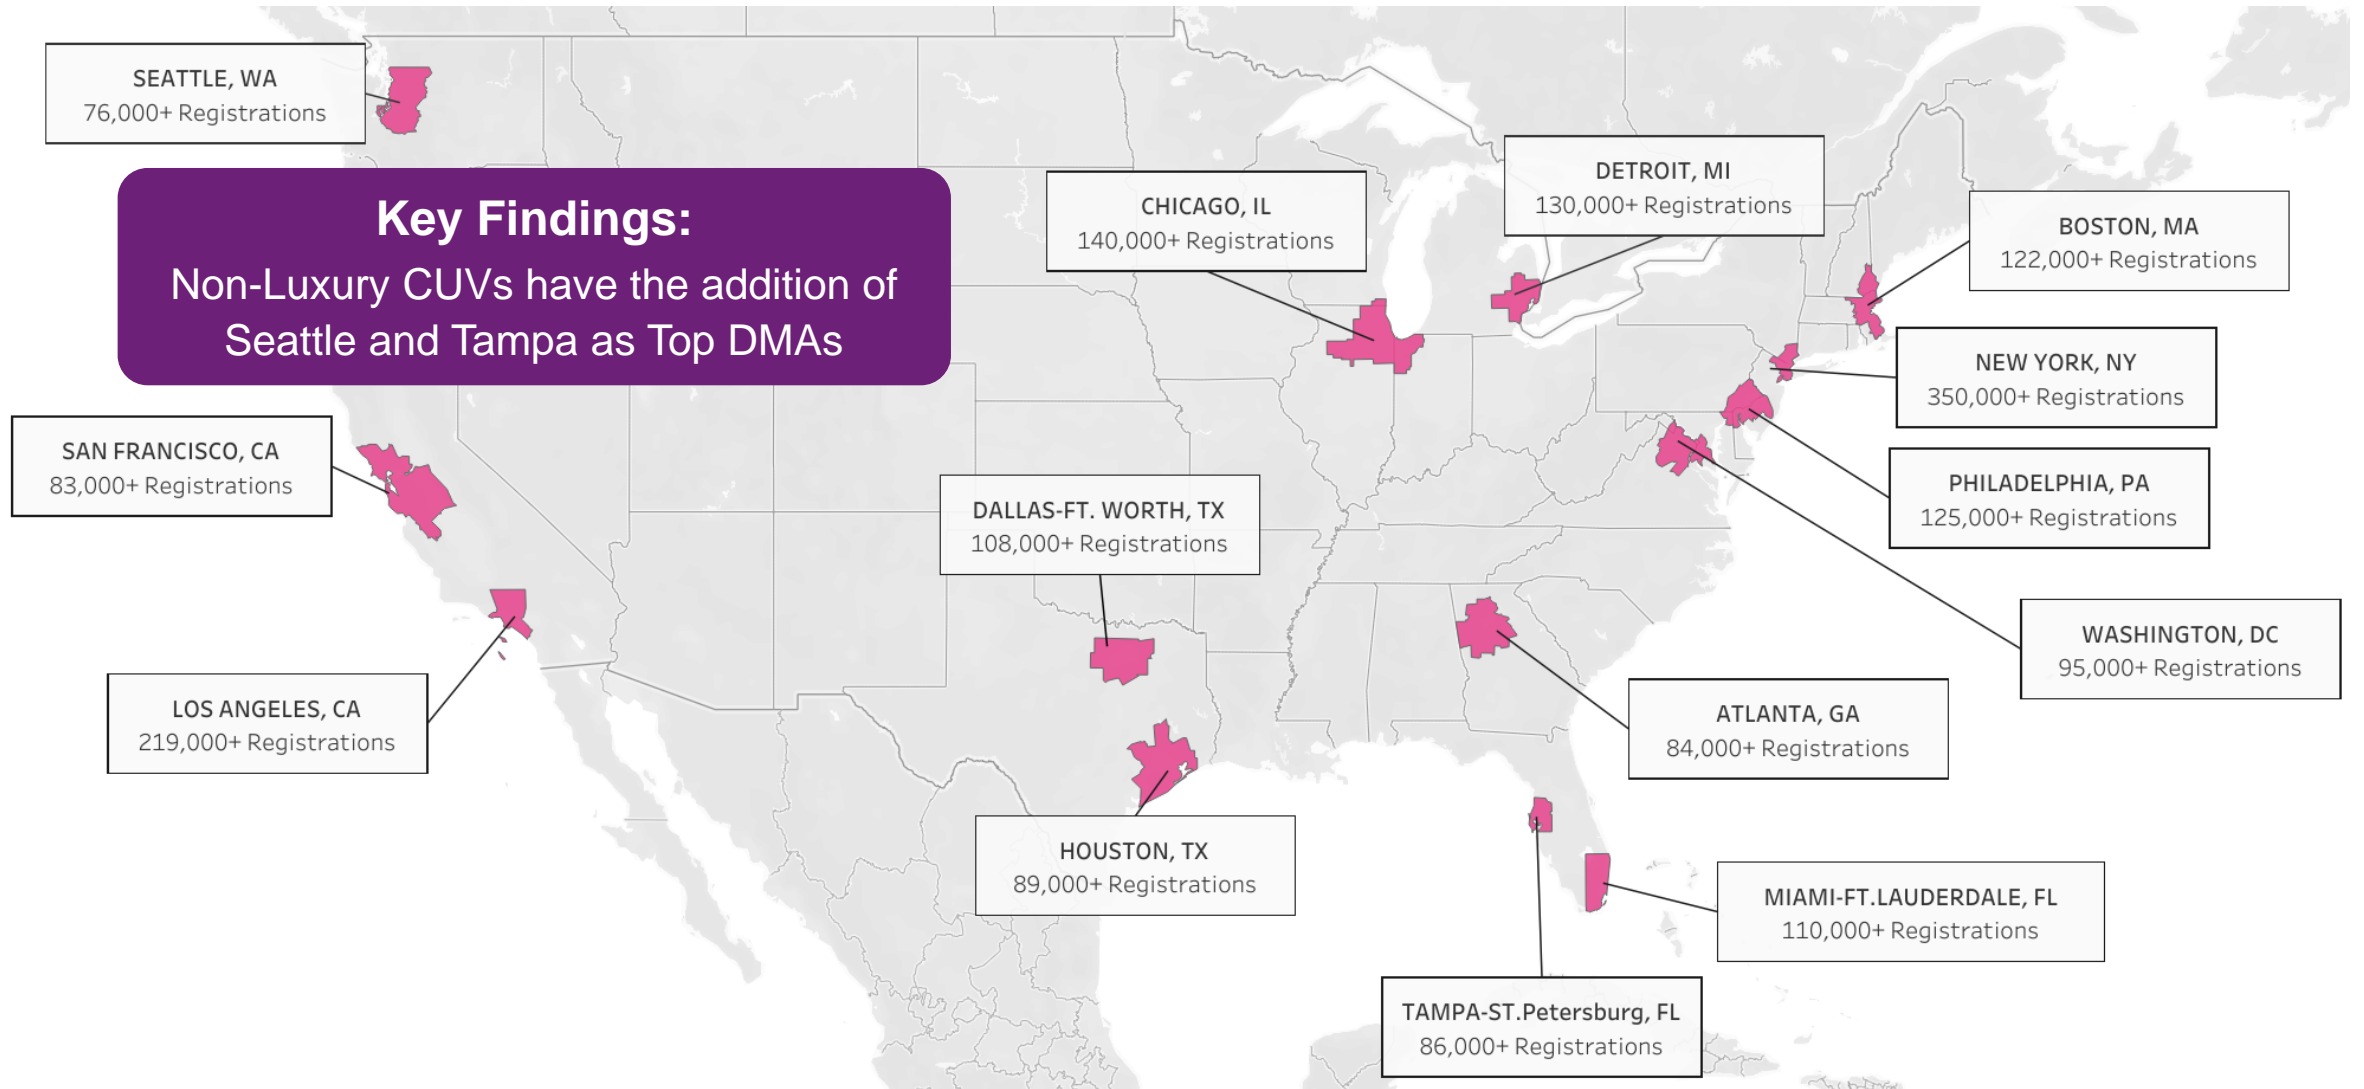 SEATTLE, WA
76,000+ Registrations
Key Findings:
Non-Luxury CUVs have the addition of
Seattle and Tampa as Top DMAs
DETROIT, MI
130,000+ Registrations
CHICAGO, IL
140,000+ Registrations
BOSTON, MA
122,000+ Registrations
NEW YORK, NY
350,000+ Registrations
SAN FRANCISCO, CA
83,000+ Registrations
PHILADELPHIA, PA
125,000+ Registrations
DALLAS-FT. WORTH, TX
108,000+ Registrations
WASHINGTON, DC
95,000+ Registrations
LOS ANGELES, CA
219,000+ Registrations
ATLANTA, GA
84,000+ Registrations
HOUSTON, TX
89,000+ Registrations
MIAMI-FT.LAUDERDALE, FL
110,000+ Registrations
TAMPA-ST.Petersburg, FL
86,000+ Registrations